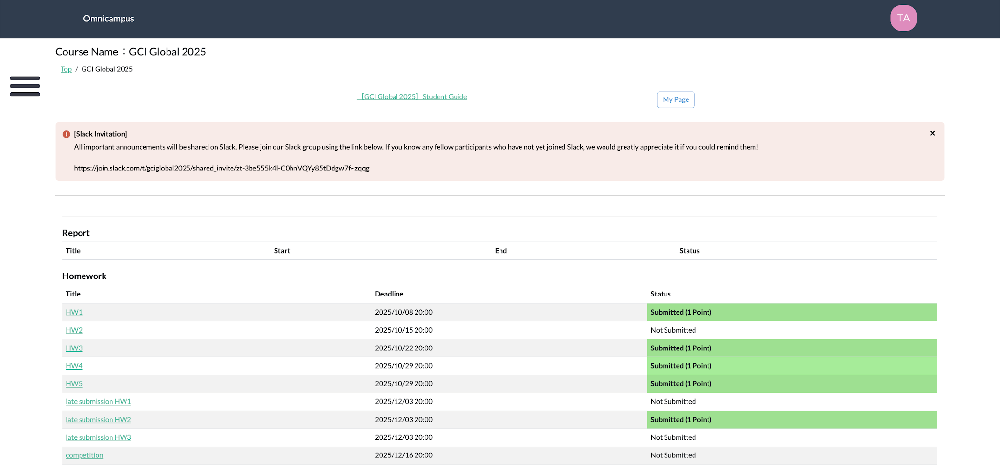 Omnicampus
TA
Course Name：GCI Global 2025
Top / GCI Global 2025
【GCI Global 2025】Student Guide
My Page
[Slack Invitation]
All important announcements will be shared on Slack. Please join our Slack group using the link below. If you know any fellow participants who have not yet joined Slack, we would greatly appreciate it if you could remind them!
https://join.slack.com/t/gciglobal2025/shared_invite/zt-3be555k4l-C0hnVQYy85tDdgw7f~zqqg
Report
Title Start End Status
Homework
Title Deadline Status
HW1 2025/10/08 20:00 Submitted (1 Point)
HW2 2025/10/15 20:00 Not Submitted
HW3 2025/10/22 20:00 Submitted (1 Point)
HW4 2025/10/29 20:00 Submitted (1 Point)
HW5 2025/10/29 20:00 Submitted (1 Point)
late submission HW1 2025/12/03 20:00 Not Submitted
late submission HW2 2025/12/03 20:00 Submitted (1 Point)
late submission HW3 2025/12/03 20:00 Not Submitted
competition 2025/12/16 20:00 Not Submitted